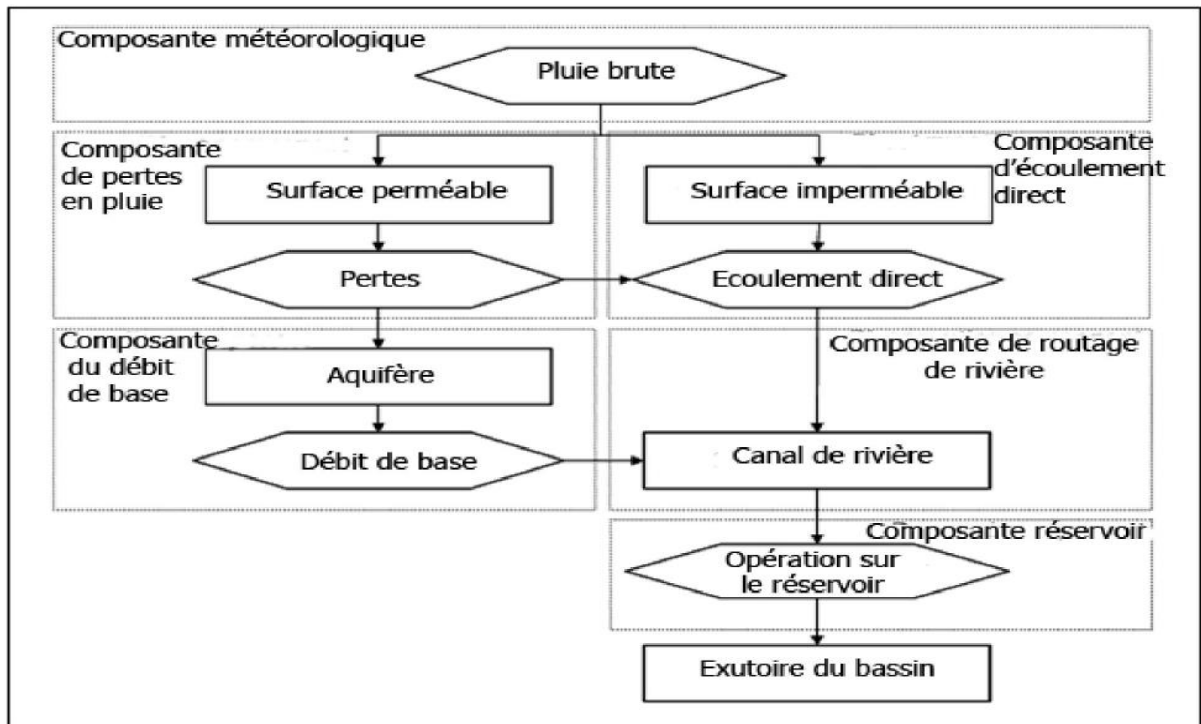 Composante météorologique
Pluie brute
Composante
de pertes
en pluie
Surface perméable
Pertes
Composante
d'écoulement
direct
Surface imperméable
Ecoulement direct
Composante
du débit
de base
Aquifère
Débit de base
Composante de routage
de rivière
Canal de rivière
Composante réservoir
Opération sur
le réservoir
Exutoire du bassin